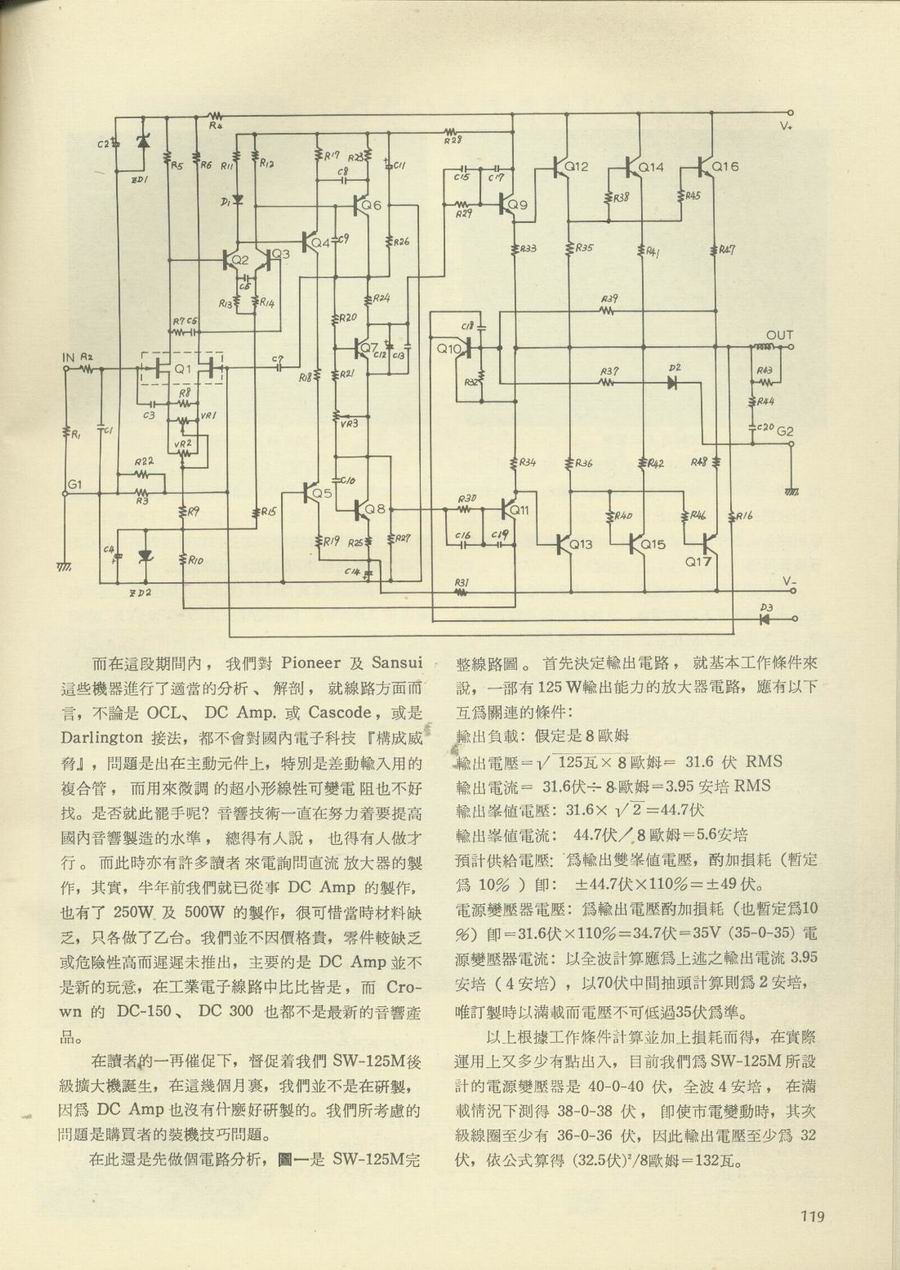 R4
V+
C2
ZD1
R5
R6
R11
R12
R17
R23
C8
C11
R28
C15
C17
Q12
Q14
Q16
D1
Q6
R29
Q9
R38
R45
Q4
C9
R26
R33
R35
R41
R47
Q2
Q3
C5
R13
R14
R24
R39
R7
C6
R20
C18
Q7
C12
C13
Q10
OUT
IN
R2
Q1
C7
R18
R21
R32
R37
D2
R43
R44
C3
R8
VR1
VR3
C20
G2
R1
C1
VR2
R22
R34
R36
R42
R48
G1
R3
C10
Q5
Q8
R30
Q11
R9
R15
R40
R46
R16
C4
ZD2
R10
R19
R25
R27
C16
C19
Q13
Q15
Q17
C14
R31
V-
D3
而在這段期間內，我們對 Pioneer 及 Sansui
這些機器進行了適當的分析、解剖，就線路方面而
言，不論是 OCL、 DC Amp. 或 Cascode，或是
Darlington 接法，都不會對國內電子科技『構成威
脅』，問題是出在主動元件上，特別是差動輸入用的
複合管，而用來微調的超小形線性可變電阻也不好
找。是否就此罷手呢？音響技術一直在努力着要提高
國內音響製造的水準，總得有人說，也得有人做才
行。而此時亦有許多讀者來電詢問直流放大器的製
作，其實，半年前我們就已從事 DC Amp 的製作，
也有了 250W 及 500W 的製作，很可惜當時材料缺
乏，只各做了乙台。我們並不因價格貴，零件較缺乏
或危險性高而遲遲未推出，主要的是 DC Amp 並不
是新的玩意，在工業電子線路中比比皆是，而 Cro-
wn 的 DC-150、 DC 300 也都不是最新的音響產
品。
在讀者的一再催促下，督促着我們 SW-125M後
級擴大機誕生，在這幾個月裏，我們並不是在研製，
因爲 DC Amp 也沒有什麼好研製的。我們所考慮的
問題是購買者的裝機技巧問題。
在此還是先做個電路分析，圖一是 SW-125M完
整線路圖。首先決定輸出電路，就基本工作條件來
說，一部有 125 W輸出能力的放大器電路，應有以下
互爲關連的條件：
輸出負載：假定是 8 歐姆
輸出電壓＝√125瓦×8歐姆＝ 31.6 伏 RMS
輸出電流＝ 31.6伏÷8歐姆＝3.95 安培 RMS
輸出峯値電壓：31.6×√2＝44.7伏
輸出峯値電流： 44.7伏／8歐姆＝5.6安培
預計供給電壓：爲輸出雙峯値電壓，酌加損耗（暫定
爲 10% ）卽： ±44.7伏×110%＝±49 伏。
電源變壓器電壓：爲輸出電壓酌加損耗（也暫定爲10
%）卽＝31.6伏×110%＝34.7伏＝35V (35-0-35) 電
源變壓器電流：以全波計算應爲上述之輸出電流 3.95
安培（4安培），以70伏中間抽頭計算則爲 2 安培，
唯訂製時以滿載而電壓不可低過35伏爲準。
以上根據工作條件計算並加上損耗而得，在實際
運用上又多少有點出入，目前我們爲 SW-125M 所設
計的電源變壓器是 40-0-40 伏，全波 4 安培，在滿
載情況下測得 38-0-38 伏，卽使市電變動時，其次
級線圈至少有 36-0-36 伏，因此輸出電壓至少爲 32
伏，依公式算得 (32.5伏)²/8歐姆＝132瓦。
119